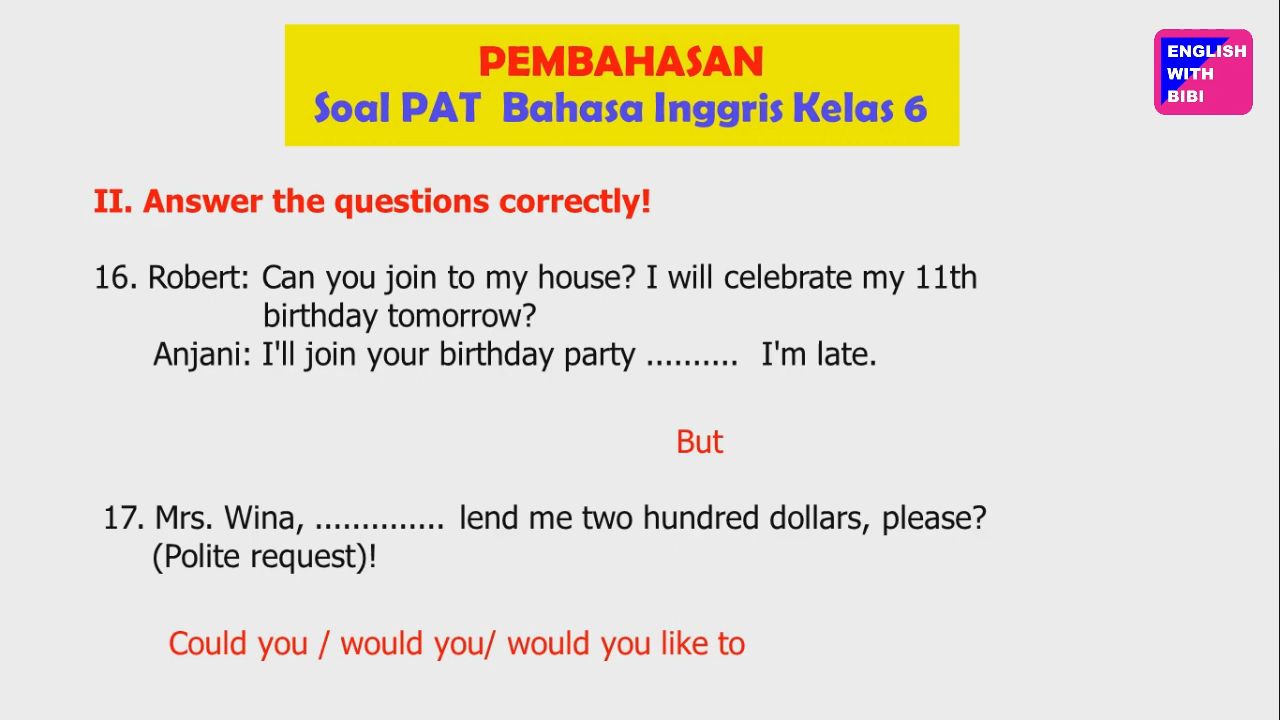 PEMBAHASAN
Soal PAT Bahasa Inggris Kelas 6
ENGLISH
WITH
BIBI
II. Answer the questions correctly!
16. Robert: Can you join to my house? I will celebrate my 11th
birthday tomorrow?
Anjani: I'll join your birthday party .......... I'm late.
But
17. Mrs. Wina, .............. lend me two hundred dollars, please?
(Polite request)!
Could you / would you/ would you like to